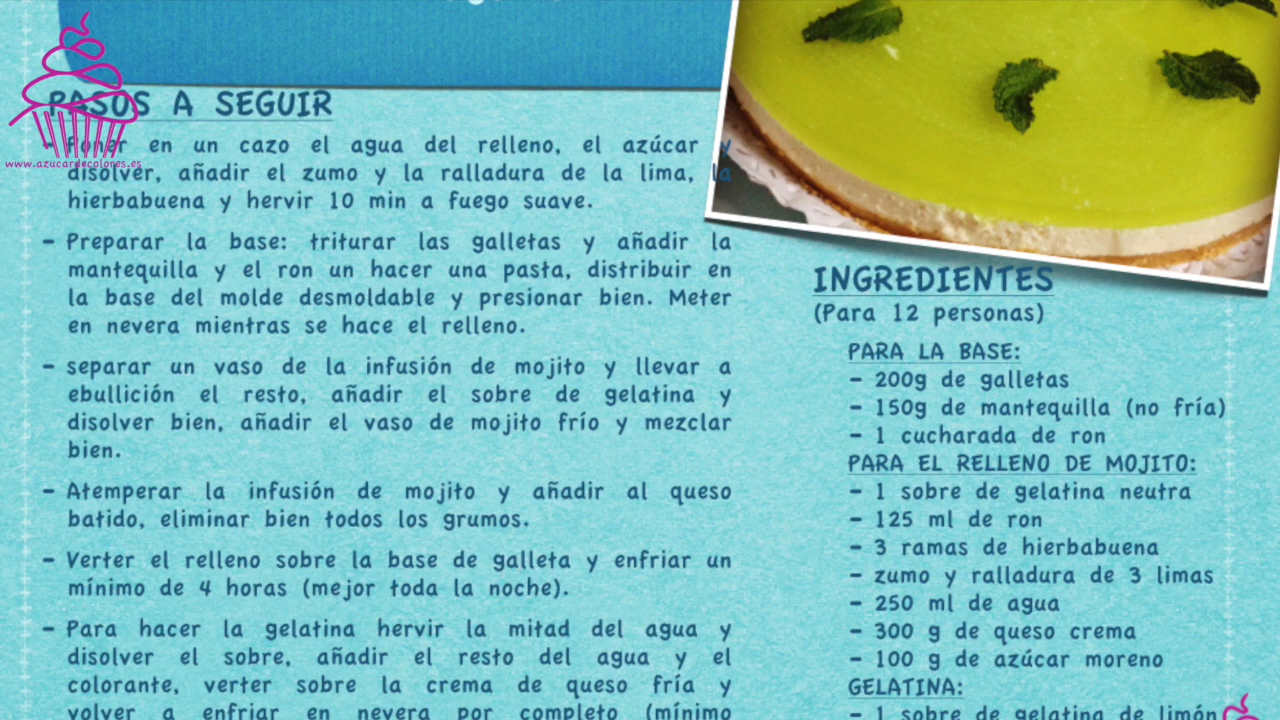 PASOS A SEGUIR
- Poner en un cazo el agua del relleno, el azúcar y
disolver, añadir el zumo y la ralladura de la lima, la
hierbabuena y hervir 10 min a fuego suave.
- Preparar la base: triturar las galletas y añadir la
mantequilla y el ron un hacer una pasta, distribuir en
la base del molde desmoldable y presionar bien. Meter
en nevera mientras se hace el relleno.
- separar un vaso de la infusión de mojito y llevar a
ebullición el resto, añadir el sobre de gelatina y
disolver bien, añadir el vaso de mojito frío y mezclar
bien.
- Atemperar la infusión de mojito y añadir al queso
batido, eliminar bien todos los grumos.
- Verter el relleno sobre la base de galleta y enfriar un
mínimo de 4 horas (mejor toda la noche).
- Para hacer la gelatina hervir la mitad del agua y
disolver el sobre, añadir el resto del agua y el
colorante, verter sobre la crema de queso fría y
volver a enfriar en nevera por completo (mínimo
www.azucardecolores.es
INGREDIENTES
(Para 12 personas)
PARA LA BASE:
- 200g de galletas
- 150g de mantequilla (no fría)
- 1 cucharada de ron
PARA EL RELLENO DE MOJITO:
- 1 sobre de gelatina neutra
- 125 ml de ron
- 3 ramas de hierbabuena
- zumo y ralladura de 3 limas
- 250 ml de agua
- 300 g de queso crema
- 100 g de azúcar moreno
GELATINA:
- 1 sobre de gelatina de limón